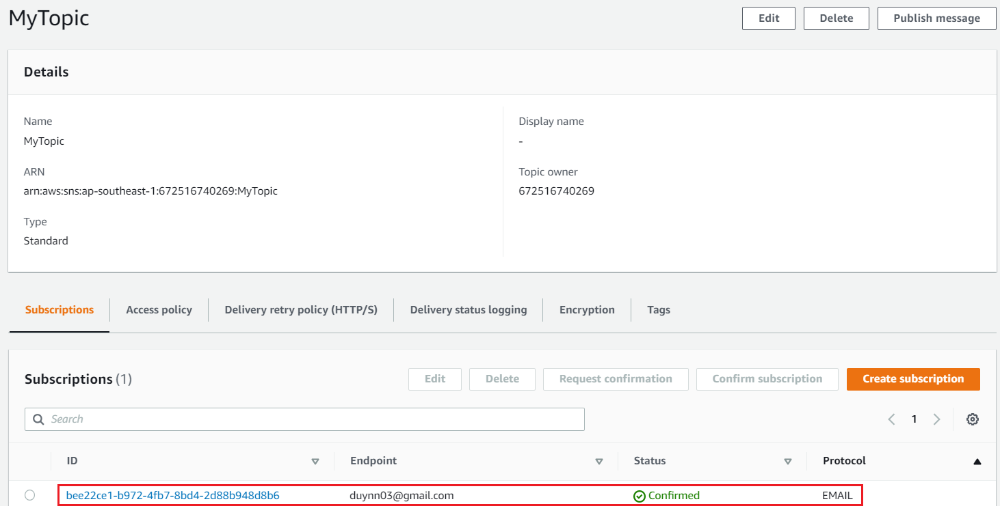 MyTopic
Edit Delete Publish message
Details
Name
MyTopic
Display name
-
ARN
arn:aws:sns:ap-southeast-1:672516740269:MyTopic
Topic owner
672516740269
Type
Standard
Subscriptions Access policy Delivery retry policy (HTTP/S) Delivery status logging Encryption Tags
Subscriptions (1) Edit Delete Request confirmation Confirm subscription Create subscription
Search 1
ID Endpoint Status Protocol
bee22ce1-b972-4fb7-8bd4-2d88b948d8b6 duynn03@gmail.com Confirmed EMAIL